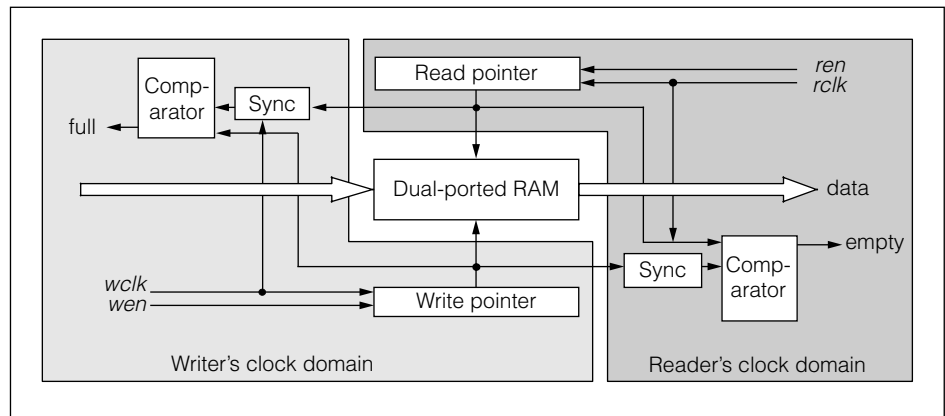 Read pointer
ren
rclk
Comp-
arator
Sync
full
Dual-ported RAM
data
empty
Sync
Comp-
arator
wclk
wen
Write pointer
Writer's clock domain
Reader's clock domain